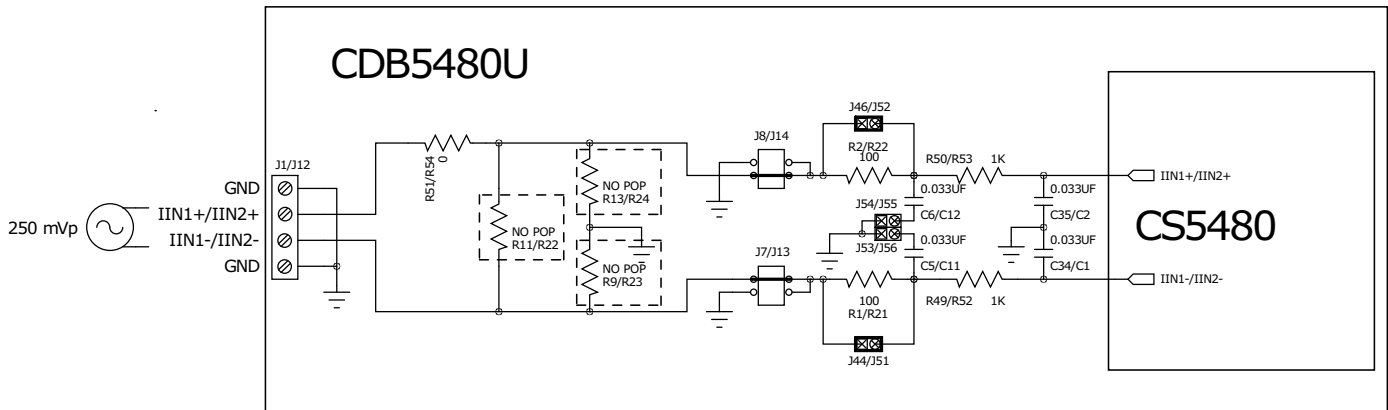 CDB5480U
J46/J52
J8/J14
R2/R22
100
R50/R53
1K
J1/J12
R51/R54
0
NO POP
R13/R24
GND
IIN1+/IIN2+
IIN1-/IIN2-
GND
250 mVp
NO POP
R11/R22
NO POP
R9/R23
IIN1+/IIN2+
0.033UF
C6/C12
J54/J55
J53/J56
0.033UF
C5/C11
0.033UF
C35/C2
0.033UF
C34/C1
CS5480
J7/J13
100
R1/R21
R49/R52
1K
IIN1-/IIN2-
J44/J51